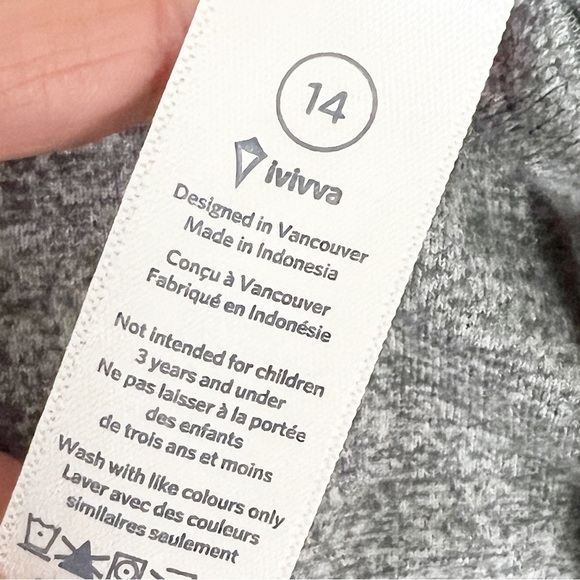 14
ivivva
Designed in Vancouver
Made in Indonesia
Conçu à Vancouver
Fabriqué en Indonésie
Not intended for children
3 years and under
Ne pas laisser à la portée
des enfants
de trois ans et moins
Wash with like colours only
Laver avec des couleurs
similaires seulement